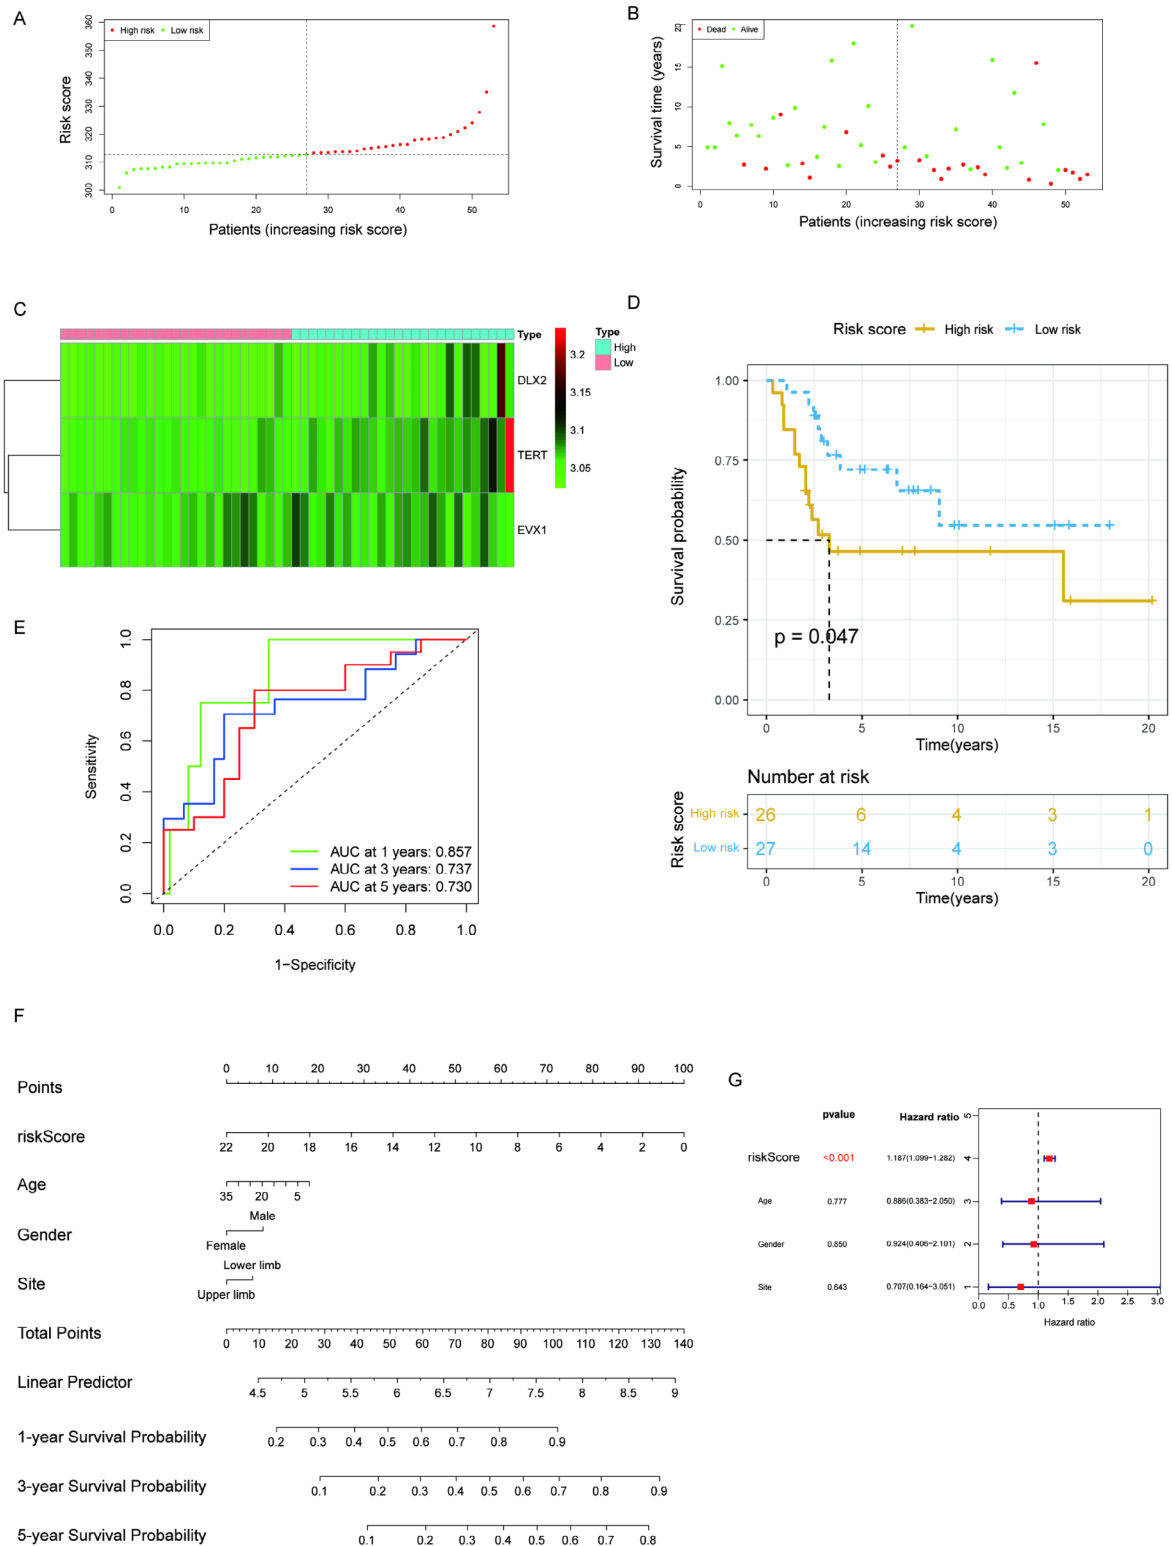 A
High risk Low risk
Risk score
300 310 320 330 340 350 360
0 10 20 30 40 50
Patients (increasing risk score)
B
Dead Alive
Survival time (years)
0 5 10 15 20
0 10 20 30 40 50
Patients (increasing risk score)
C
Type
DLX2
TERT
EVX1
3.2
3.15
3.1
3.05
Type
High
Low
D
Risk score High risk Low risk
Survival probability
1.00
0.75
0.50
0.25
0.00
p = 0.047
0 5 10 15 20
Time(years)
Number at risk
Risk score
High risk 26 6 4 3 1
Low risk 27 14 4 3 0
0 5 10 15 20
Time(years)
E
Sensitivity
0.0 0.2 0.4 0.6 0.8 1.0
AUC at 1 years: 0.857
AUC at 3 years: 0.737
AUC at 5 years: 0.730
0.0 0.2 0.4 0.6 0.8 1.0
1−Specificity
F
Points
0 10 20 30 40 50 60 70 80 90 100
riskScore
22 20 18 16 14 12 10 8 6 4 2 0
Age
35 20 5
Gender
Male
Female
Site
Lower limb
Upper limb
Total Points
0 10 20 30 40 50 60 70 80 90 100 110 120 130 140
Linear Predictor
4.5 5 5.5 6 6.5 7 7.5 8 8.5 9
1-year Survival Probability
0.2 0.3 0.4 0.5 0.6 0.7 0.8 0.9
3-year Survival Probability
0.1 0.2 0.3 0.4 0.5 0.6 0.7 0.8 0.9
5-year Survival Probability
0.1 0.2 0.3 0.4 0.5 0.6 0.7 0.8
G
pvalue Hazard ratio
riskScore <0.001 1.187(1.099−1.282)
Age 0.777 0.886(0.383−2.050)
Gender 0.850 0.924(0.406−2.101)
Site 0.643 0.707(0.164−3.051)
1 2 3 4 5
0.0 0.5 1.0 1.5 2.0 2.5 3.0
Hazard ratio